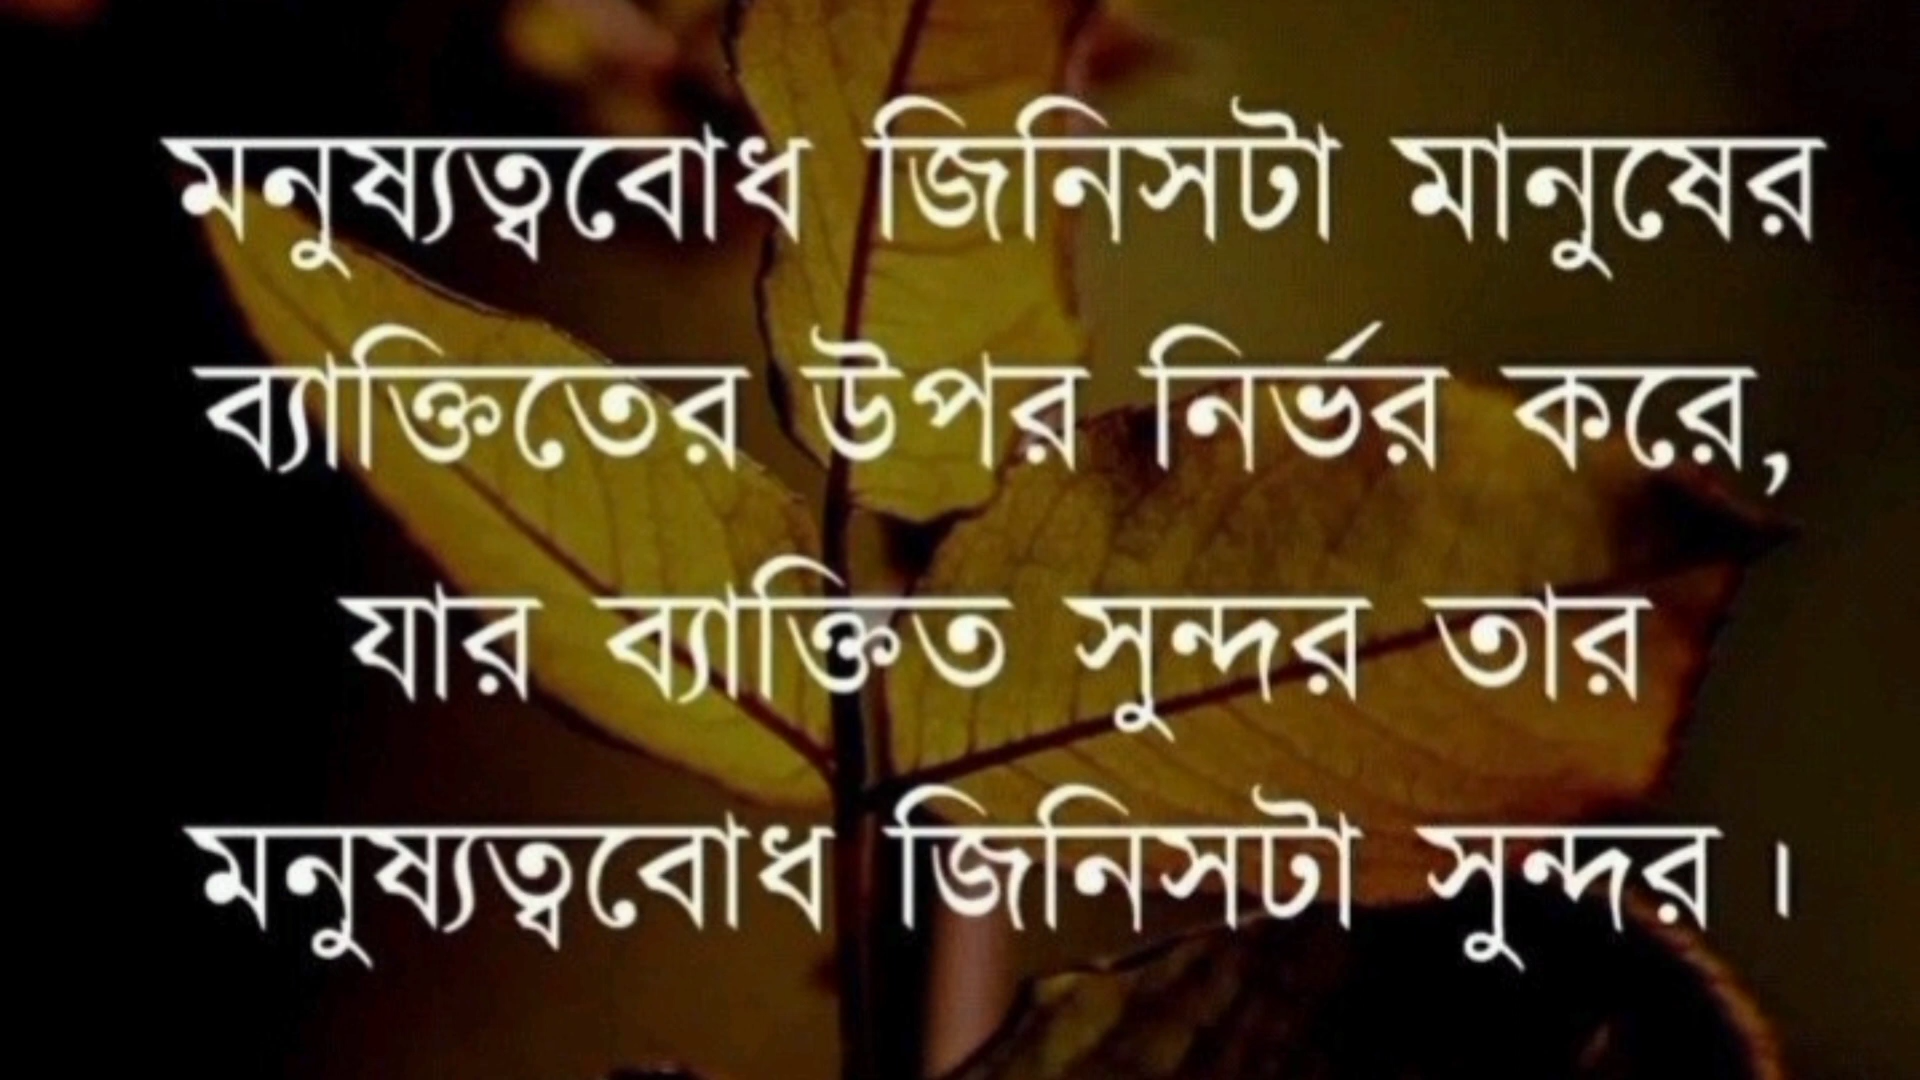 মনুষ্যত্ববোধ জিনিসটা মানুষের
ব্যাক্তিতের উপর নির্ভর করে,
যার ব্যাক্তিত সুন্দর তার
মনুষ্যত্ববোধ জিনিসটা সুন্দর ।